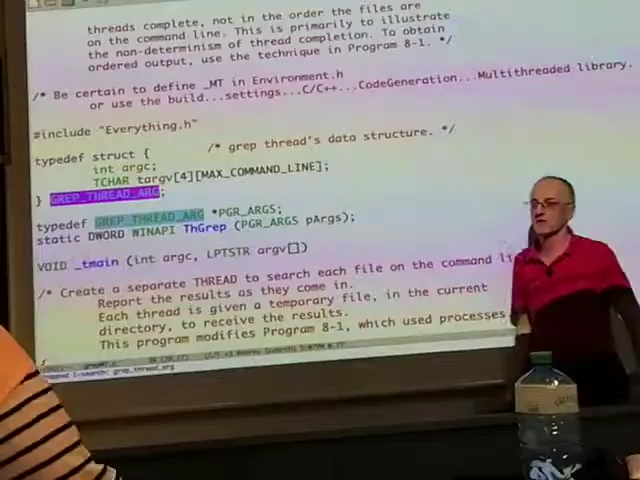 threads complete, not in the order the files are
on the command line. This is primarily to illustrate
the non-determinism of thread completion. To obtain
ordered output, use the technique in Program 8-1. */
/* Be certain to define _MT in Environment.h
or use the build...settings...C/C++...CodeGeneration...Multithreaded library.
#include "Everything.h"
typedef struct { /* grep thread's data structure. */
int argc;
TCHAR targv[4][MAX_COMMAND_LINE];
} GREP_THREAD_ARG;
typedef GREP_THREAD_ARG *PGR_ARGS;
static DWORD WINAPI ThGrep (PGR_ARGS pArgs);
VOID _tmain (int argc, LPTSTR argv[])
/* Create a separate THREAD to search each file on the command li
Report the results as they come in.
Each thread is given a temporary file, in the current
directory, to receive the results.
This program modifies Program 8-1, which used processes.
{
I-search: grep_thread_arg